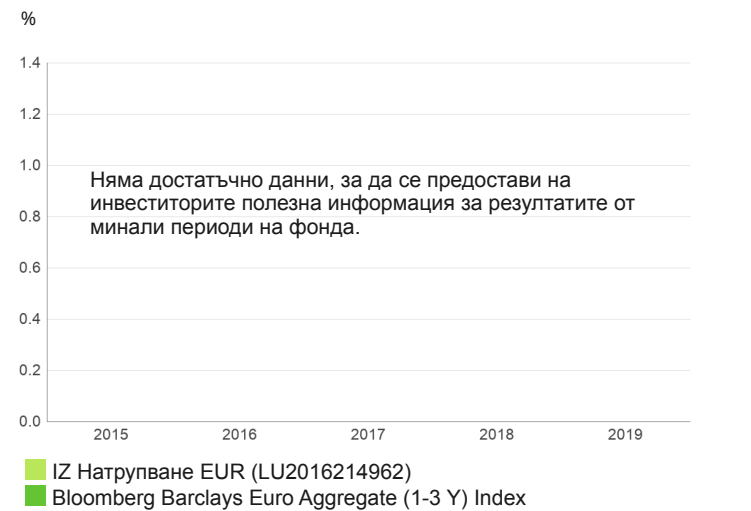 %
1.4
1.2
1.0
Няма достатъчно данни, за да се предостави на
инвеститорите полезна информация за резултатите от
0.8
минали периоди на фонда.
0.6
0.4
0.2
0.0
2015 2016 2017 2018 2019
IZ Натрупване EUR (LU2016214962)
Bloomberg Barclays Euro Aggregate (1-3 Y) Index